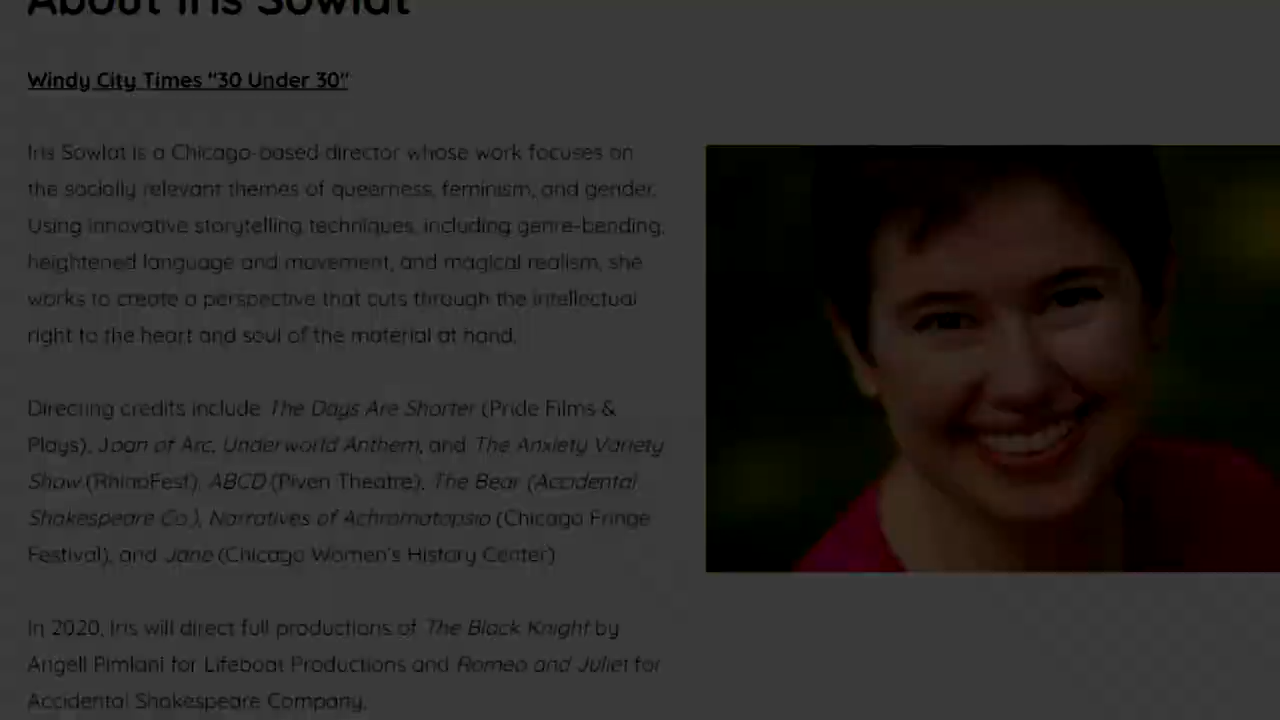 About Iris Sowlat
Windy City Times "30 Under 30"
Iris Sowlat is a Chicago-based director whose work focuses on
the socially relevant themes of queerness, feminism, and gender.
Using innovative storytelling techniques, including genre-bending,
heightened language and movement, and magical realism, she
works to create a perspective that cuts through the intellectual
right to the heart and soul of the material at hand.
Directing credits include The Days Are Shorter (Pride Films &
Plays), Joan of Arc, Underworld Anthem, and The Anxiety Variety
Show (RhinoFest), ABCD (Piven Theatre), The Bear (Accidental
Shakespeare Co.), Narratives of Achromatopsia (Chicago Fringe
Festival), and Jane (Chicago Women's History Center)
In 2020, Iris will direct full productions of The Black Knight by
Angeli Pimlani for Lifeboat Productions and Romeo and Juliet for
Accidental Shakespeare Company.